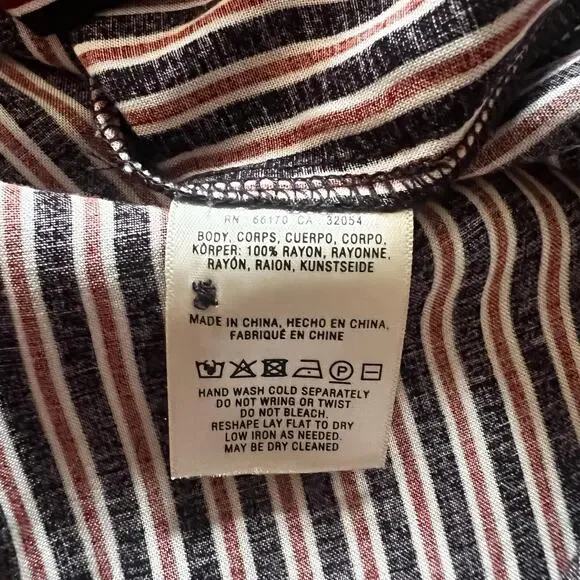 RN 66170 CA 32054
BODY, CORPS, CUERPO, CORPO,
KÖRPER: 100% RAYON, RAYONNE,
RAYÓN, RAION, KUNSTSEIDE
MADE IN CHINA, HECHO EN CHINA,
FABRIQUÉ EN CHINE
P
HAND WASH COLD SEPARATELY
DO NOT WRING OR TWIST
DO NOT BLEACH.
RESHAPE LAY FLAT TO DRY
LOW IRON AS NEEDED.
MAY BE DRY CLEANED